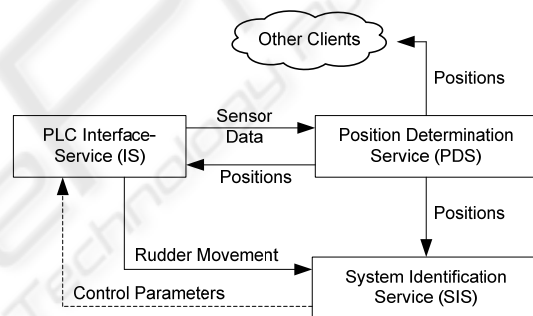 Other Clients
Positions
Sensor
Data
PLC Interface-
Service (IS)
Position Determination
Service (PDS)
Positions
Positions
Rudder Movement
System Identification
Service (SIS)
Control Parameters
Technology